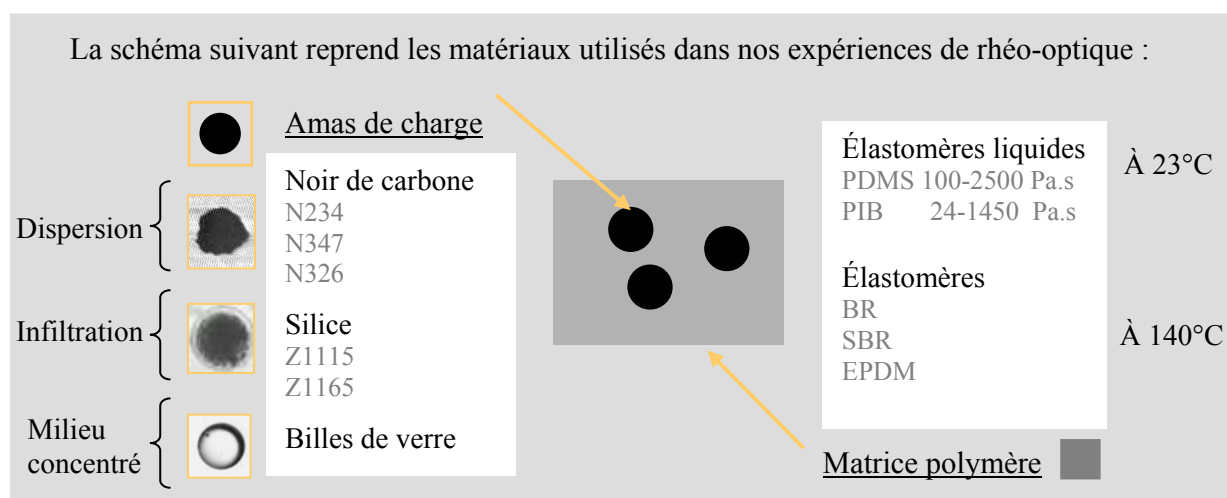 La schéma suivant reprend les matériaux utilisés dans nos expériences de rhéo-optique :
Amas de charge
Dispersion
Noir de carbone
N234
N347
N326
Infiltration
Silice
Z1115
Z1165
Milieu
concentré
Billes de verre
Élastomères liquides
PDMS 100-2500 Pa.s
PIB 24-1450 Pa.s
À 23°C
Élastomères
BR
SBR
EPDM
À 140°C
Matrice polymère